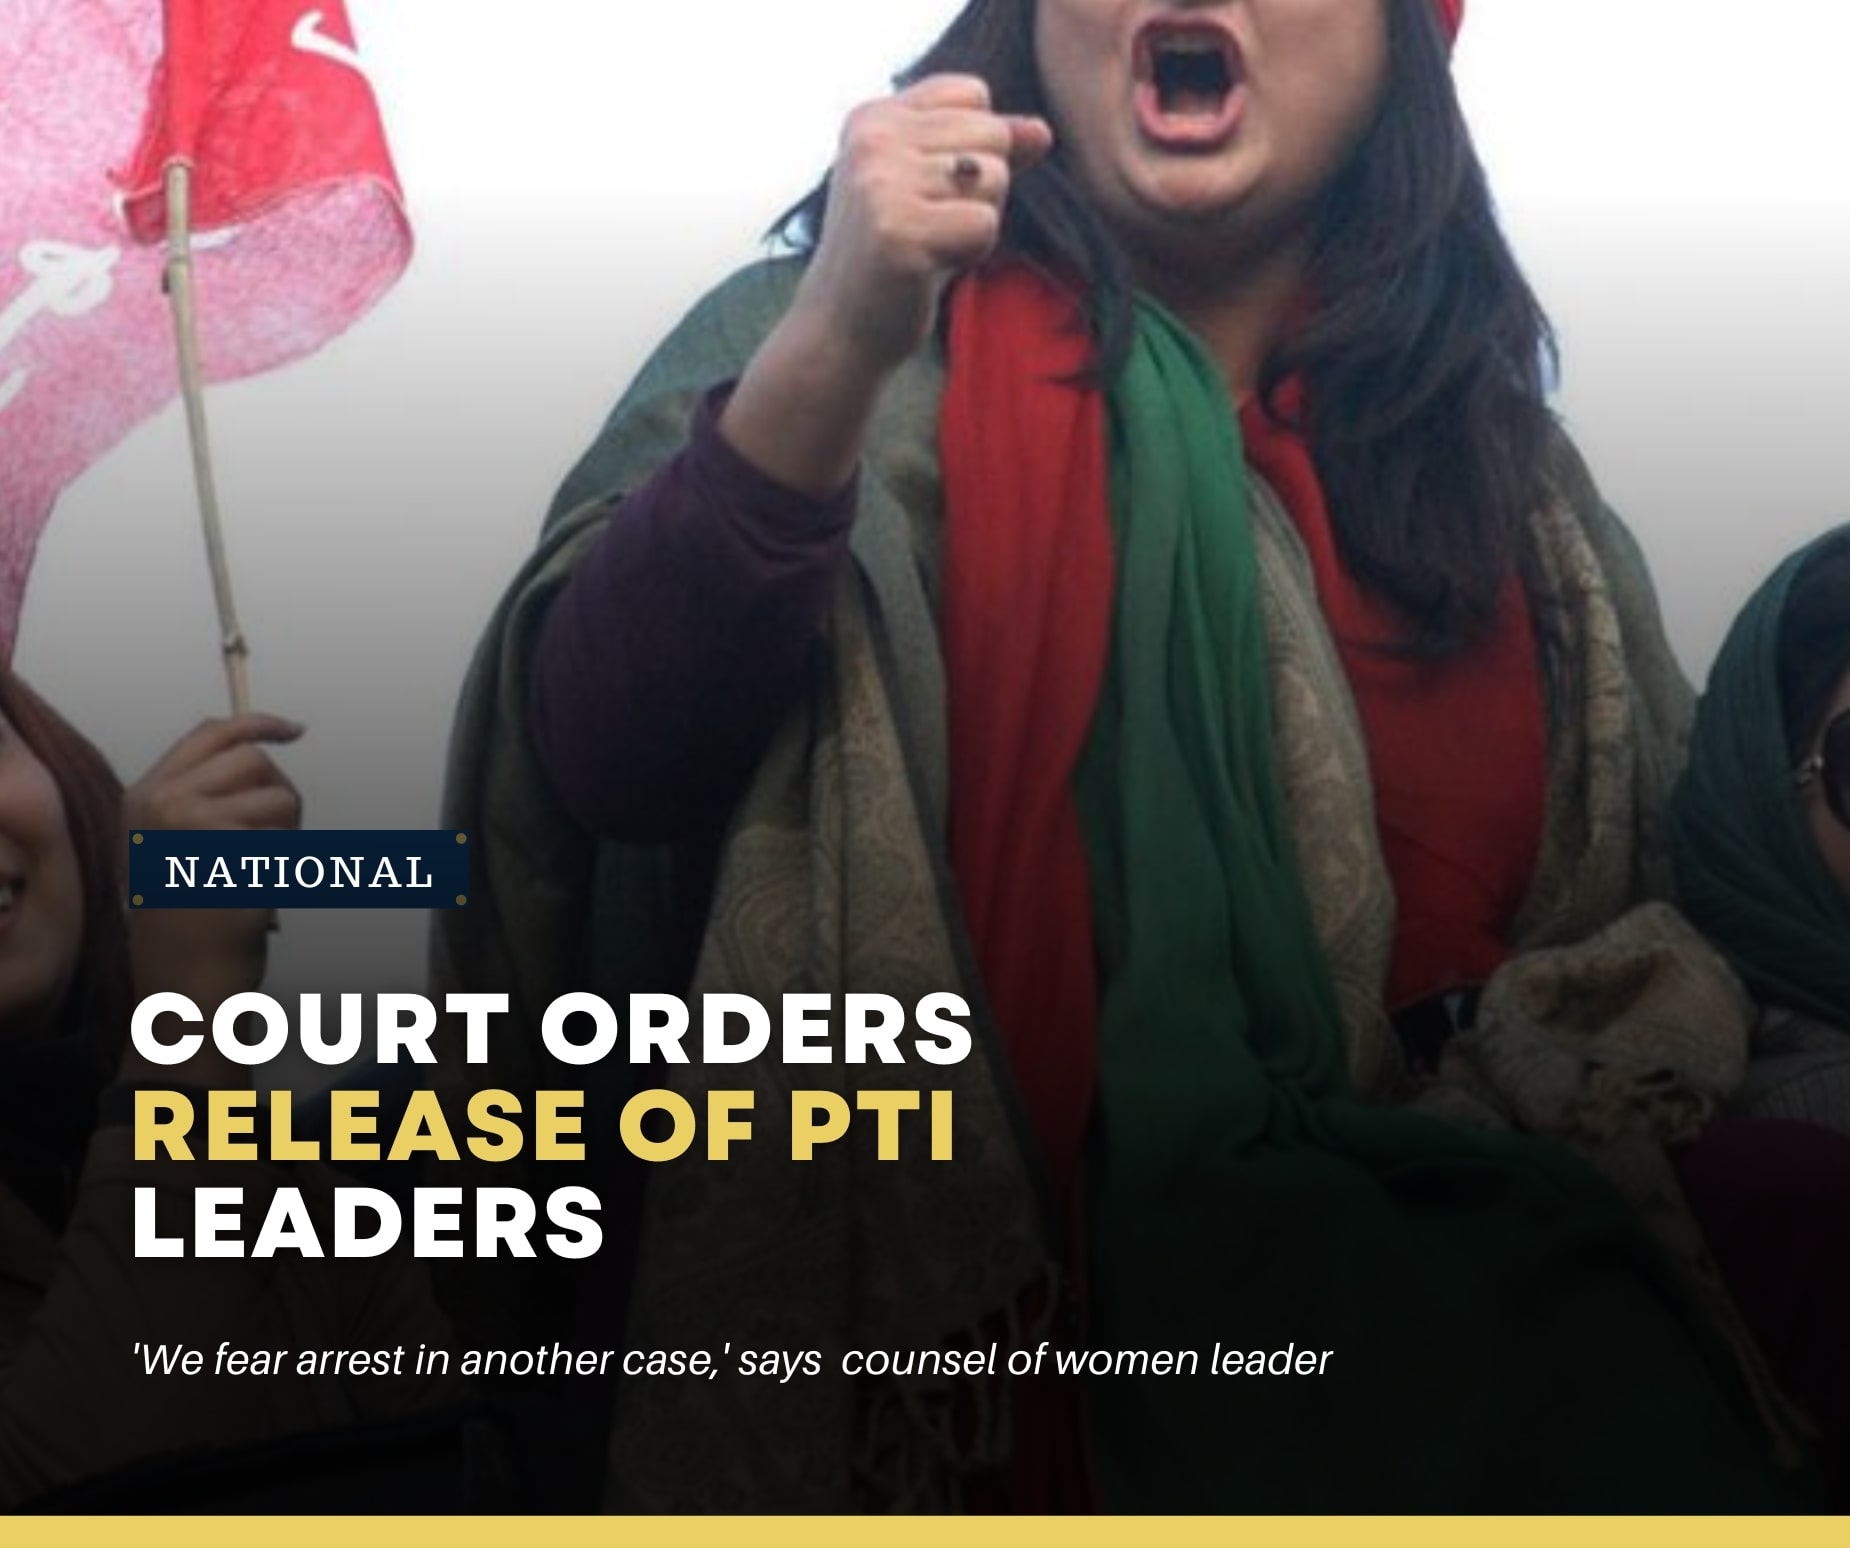 NATIONAL
COURT ORDERS
RELEASE OF PTI
LEADERS
'We fear arrest in another case,' says  counsel of women leader